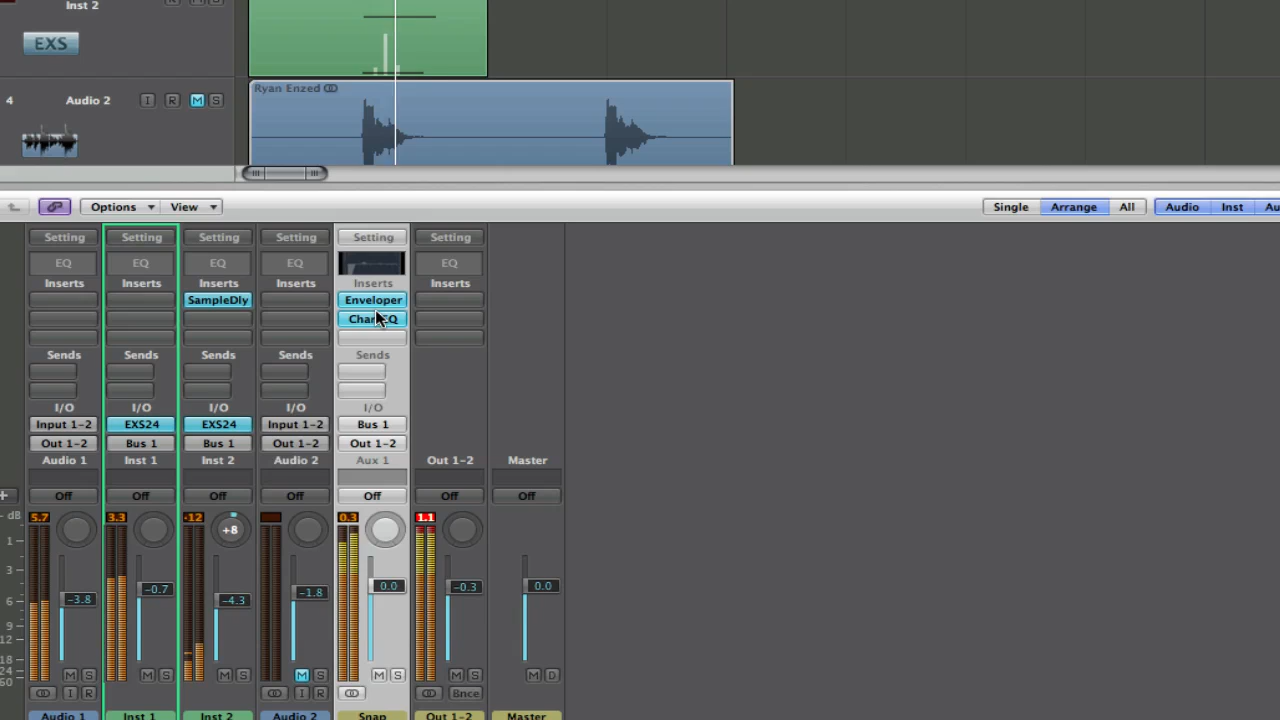 Inst 2
R M S
EXS
4 Audio 2 I R M S
Ryan Enzed
Options View Single Arrange All Audio Inst Au
Setting Setting Setting Setting Setting Setting
EQ EQ EQ EQ EQ
Inserts Inserts Inserts Inserts Inserts Inserts
SampleDly Enveloper
Chan EQ
Sends Sends Sends Sends Sends
I/O I/O I/O I/O I/O
Input 1-2 EXS24 EXS24 Input 1-2 Bus 1
Out 1-2 Bus 1 Bus 1 Out 1-2 Out 1-2
Audio 1 Inst 1 Inst 2 Audio 2 Aux 1 Out 1-2 Master
+ Off Off Off Off Off Off Off
dB 5.7 3.3 -12 0.3 1.1
+8
1
3
-3.8 -0.7 -4.3 -1.8 0.0 -0.3 0.0
6
9
12
18
24
60
M S M S M S M S M S M S M D
I R I R Bnce
Audio 1 Inst 1 Inst 2 Audio 2 Snap Out 1-2 Master